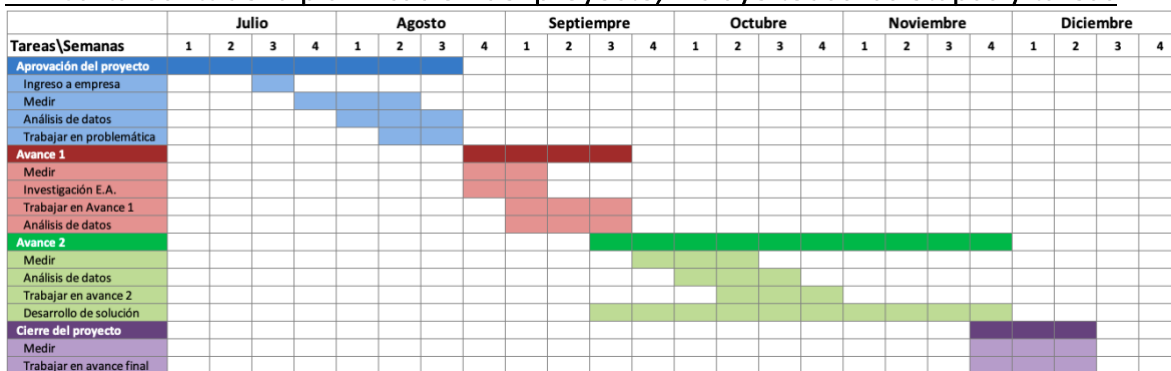 Julio Agosto Septiempre Octubre Noviembre Diciembre
Tareas\Semanas 1 2 3 4 1 2 3 4 1 2 3 4 1 2 3 4 1 2 3 4 1 2 3 4
Aprovación del proyecto
Ingreso a empresa
Medir
Análisis de datos
Trabajar en problemática
Avance 1
Medir
Investigación E.A.
Trabajar en Avance 1
Análisis de datos
Avance 2
Medir
Análisis de datos
Trabajar en avance 2
Desarrollo de solución
Cierre del proyecto
Medir
Trabajar en avance final